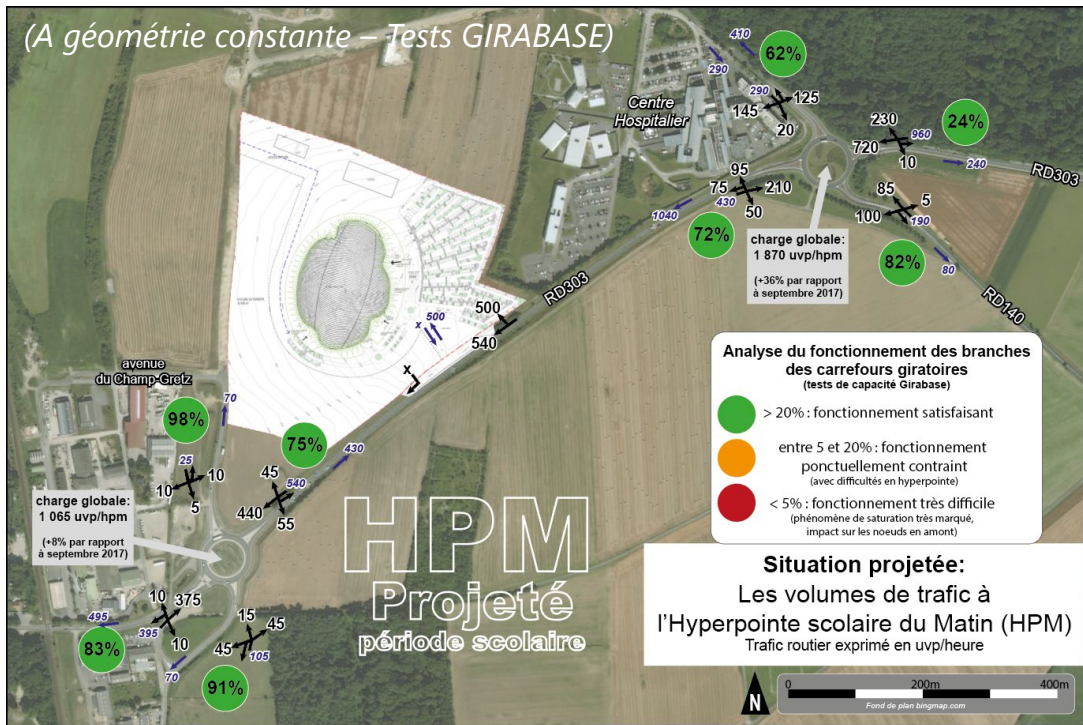 (A géométrie constante – Tests GIRABASE)
410
290
62%
290
125
145
20
Centre
Hospitalier
230
960
24%
720
10
240
RD303
95
75
210
430
50
1040
72%
85
5
100
190
82%
80
RD140
charge globale:
1 870 uvp/hpm
(+36% par rapport
à septembre 2017)
RD303
500
540
x
500
x
avenue
du Champ-Gretz
70
98%
25
10
10
5
75%
430
45
540
440
55
charge globale:
1 065 uvp/hpm
(+8% par rapport
à septembre 2017)
HPM
Projeté
période scolaire
10
375
495
395
10
83%
15
45
45
105
70
91%
Analyse du fonctionnement des branches
des carrefours giratoires
(tests de capacité Girabase)
> 20% : fonctionnement satisfaisant
entre 5 et 20% : fonctionnement
ponctuellement contraint
(avec difficultés en hyperpointe)
< 5% : fonctionnement très difficile
(phénomène de saturation très marqué,
impact sur les noeuds en amont)
Situation projetée:
Les volumes de trafic à
l'Hyperpointe scolaire du Matin (HPM)
Trafic routier exprimé en uvp/heure
N
0
200m
400m
Fond de plan bingmap.com